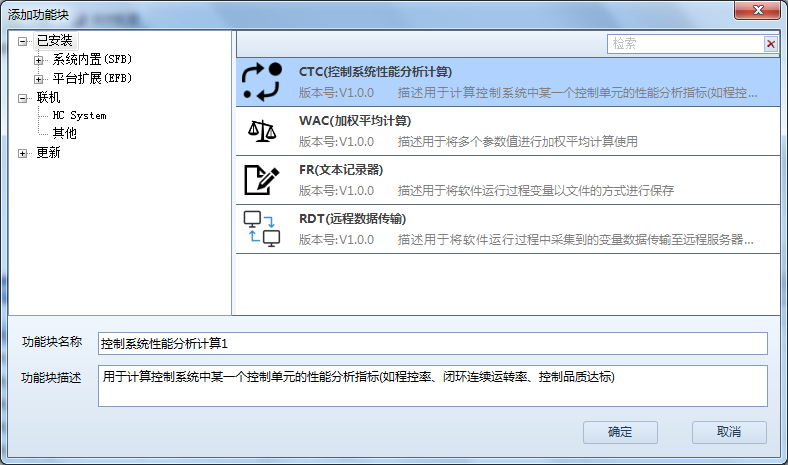 添加功能块
已安装
系统内置(SFB)
平台扩展(EFB)
联机
HC System
其他
更新
检索
CTC(控制系统性能分析计算)
版本号:V1.0.0 描述用于计算控制系统中某一个控制单元的性能分析指标(如程控...
WAC(加权平均计算)
版本号:V1.0.0 描述用于将多个参数值进行加权平均计算使用
FR(文本记录器)
版本号:V1.0.0 描述用于将软件运行过程变量以文件的方式进行保存
RDT(远程数据传输)
版本号:V1.0.0 描述用于将软件运行过程中采集到的变量数据传输至远程服务器...
功能块名称 控制系统性能分析计算1
功能块描述 用于计算控制系统中某一个控制单元的性能分析指标(如程控率、闭环连续运转率、控制品质达标)
确定 取消